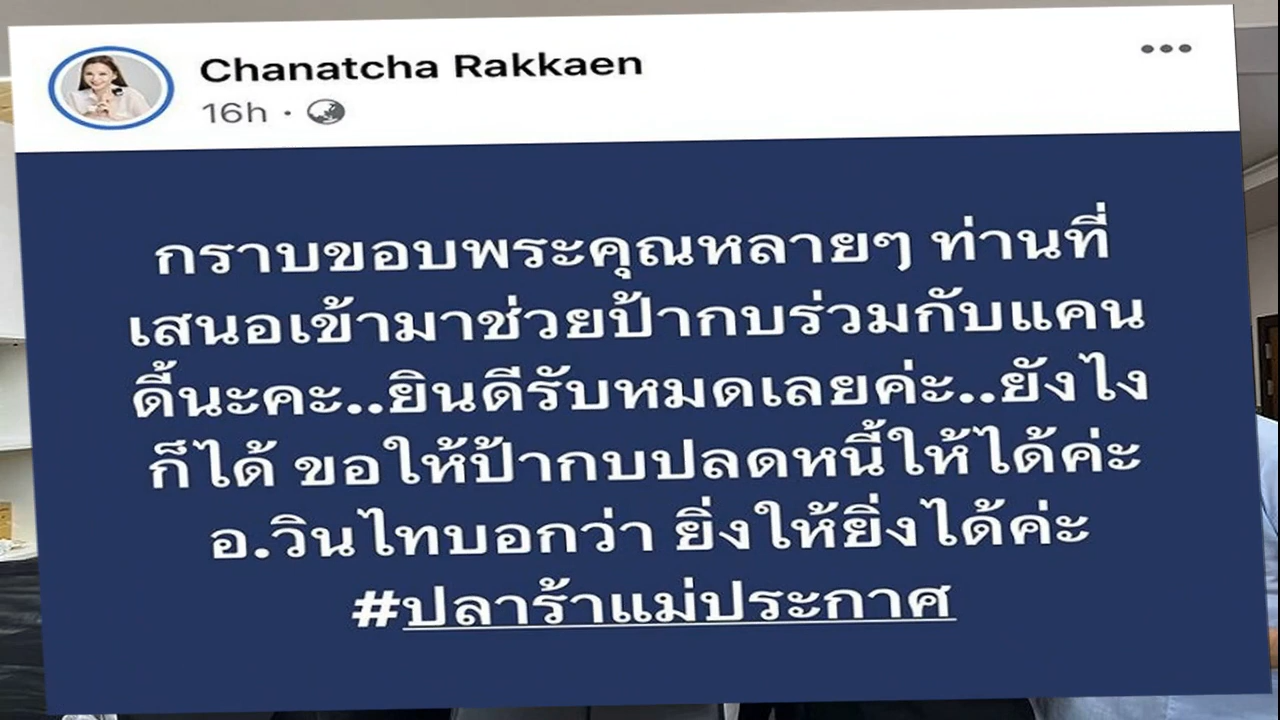 Chanatcha Rakkaen
16h ·
กราบขอบพระคุณหลายๆ ท่านที่
เสนอเข้ามาช่วยป้ากบร่วมกับแคน
ดี้นะคะ..ยินดีรับหมดเลยค่ะ..ยังไง
ก็ได้ ขอให้ป้ากบปลดหนี้ให้ได้ค่ะ
อ.วินไทบอกว่า ยิ่งให้ยิ่งได้ค่ะ
#ปลาร้าแม่ประกาศ